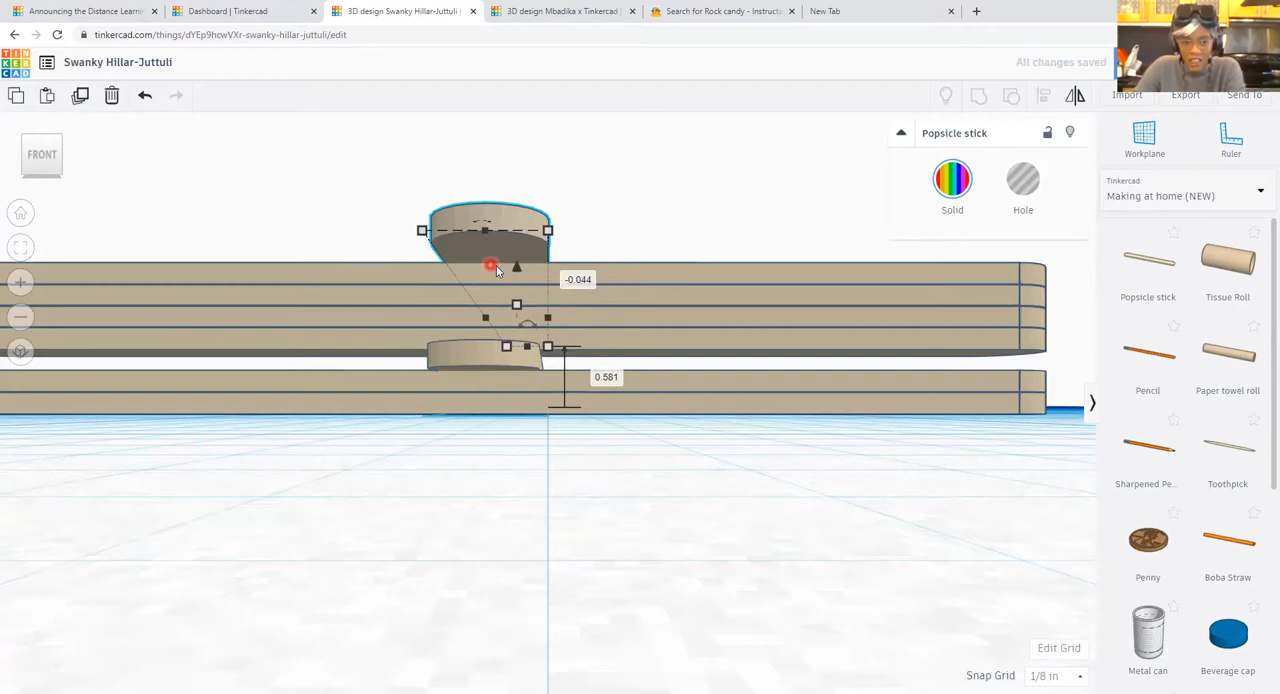 Announcing the Distance Learni
Dashboard | Tinkercad
3D design Swanky Hillar-Juttuli |
3D design Mbadika x | Tinkercad
Search for Rock candy - Instructa
New Tab
tinkercad.com/things/dYEp9hcwVXr-swanky-hillar-juttuli/edit
TIN
KER
CAD
Swanky Hillar-Juttuli
All changes saved
Import
Export
Send To
FRONT
Popsicle stick
Solid
Hole
Workplane
Ruler
Tinkercad
Making at home (NEW)
Popsicle stick
Tissue Roll
Pencil
Paper towel roll
Sharpened Pe...
Toothpick
Penny
Boba Straw
Metal can
Beverage cap
-0.044
0.581
Edit Grid
Snap Grid
1/8 in